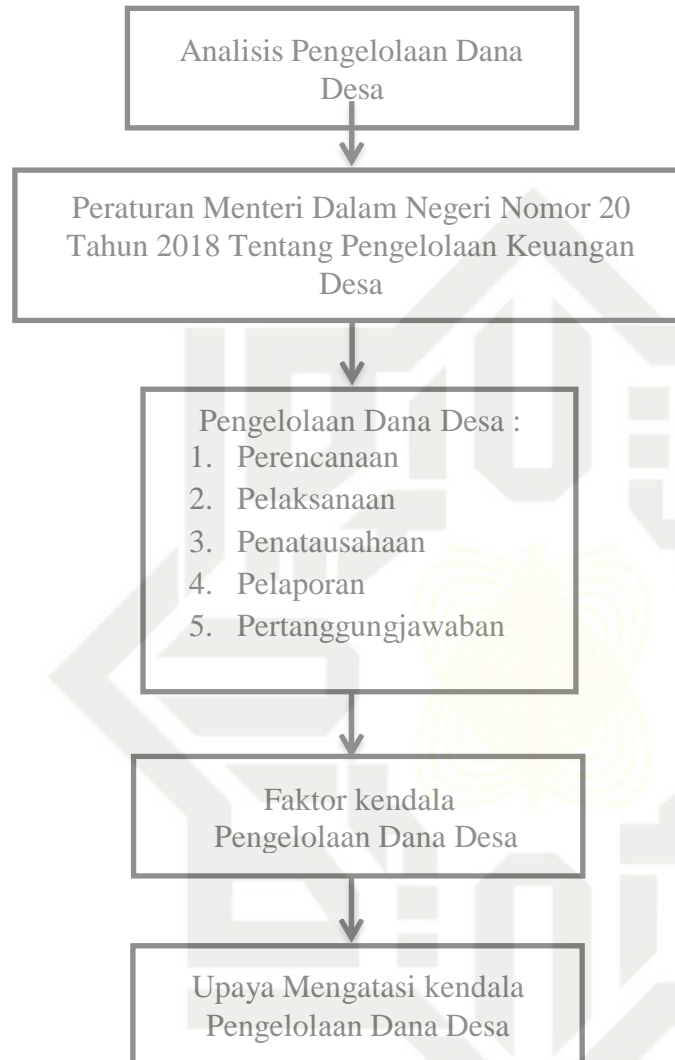 Analisis Pengelolaan Dana
Desa
Peraturan Menteri Dalam Negeri Nomor 20
Tahun 2018 Tentang Pengelolaan Keuangan
Desa
Pengelolaan Dana Desa :
1. Perencanaan
2. Pelaksanaan
3. Penatausahaan
4. Pelaporan
5. Pertanggungjawaban
Faktor kendala
Pengelolaan Dana Desa
Upaya Mengatasi kendala
Pengelolaan Dana Desa